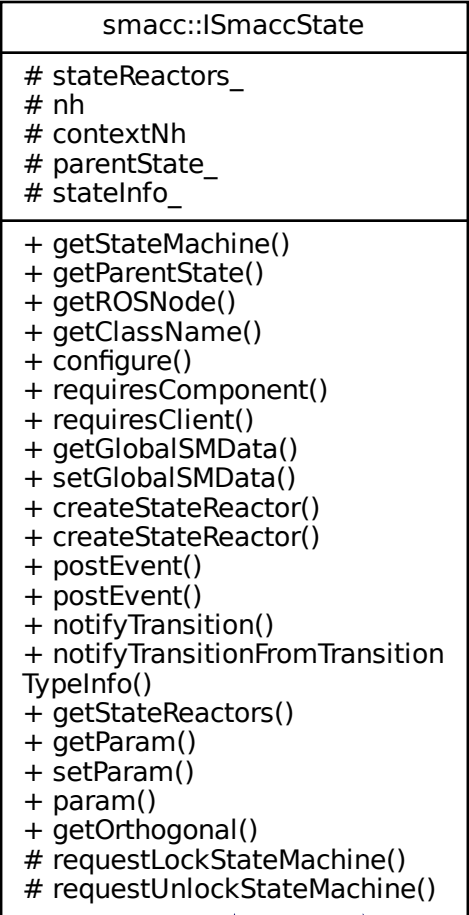 smacc::ISmaccState
# stateReactors_
# nh
# contextNh
# parentState_
# stateInfo_
+ getStateMachine()
+ getParentState()
+ getROSNode()
+ getClassName()
+ configure()
+ requiresComponent()
+ requiresClient()
+ getGlobalSMData()
+ setGlobalSMData()
+ createStateReactor()
+ createStateReactor()
+ postEvent()
+ postEvent()
+ notifyTransition()
+ notifyTransitionFromTransition
TypeInfo()
+ getStateReactors()
+ getParam()
+ setParam()
+ param()
+ getOrthogonal()
# requestLockStateMachine()
# requestUnlockStateMachine()